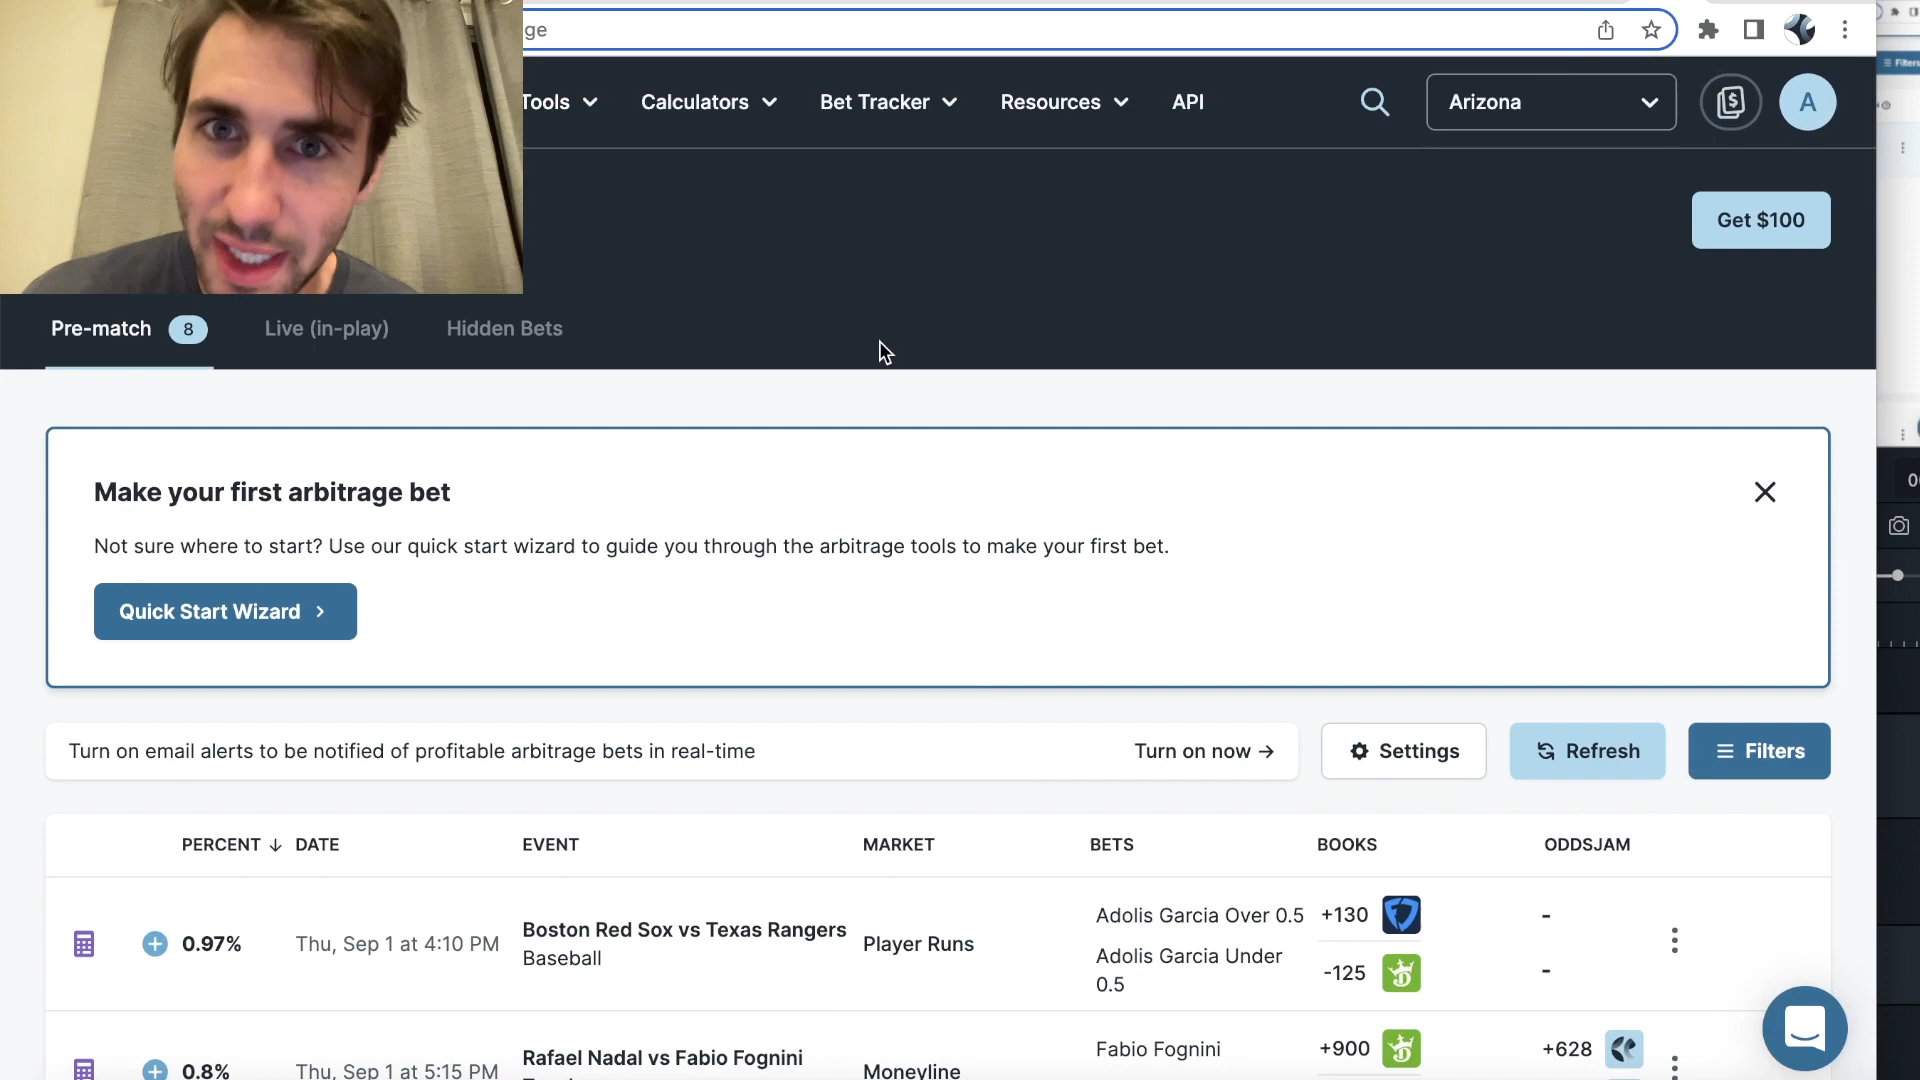 ge
Tools
Calculators
Bet Tracker
Resources
API
Arizona
A
Get $100
Pre-match 8
Live (in-play)
Hidden Bets
Make your first arbitrage bet
Not sure where to start? Use our quick start wizard to guide you through the arbitrage tools to make your first bet.
Quick Start Wizard
Turn on email alerts to be notified of profitable arbitrage bets in real-time
Turn on now →
Settings
Refresh
Filters
PERCENT ↓ DATE EVENT MARKET BETS BOOKS ODDSJAM
0.97% Thu, Sep 1 at 4:10 PM
Boston Red Sox vs Texas Rangers
Baseball
Player Runs
Adolis Garcia Over 0.5 +130 -
Adolis Garcia Under
0.5
-125 -
0.8% Thu, Sep 1 at 5:15 PM
Rafael Nadal vs Fabio Fognini
Moneyline
Fabio Fognini +900 +628
Filters